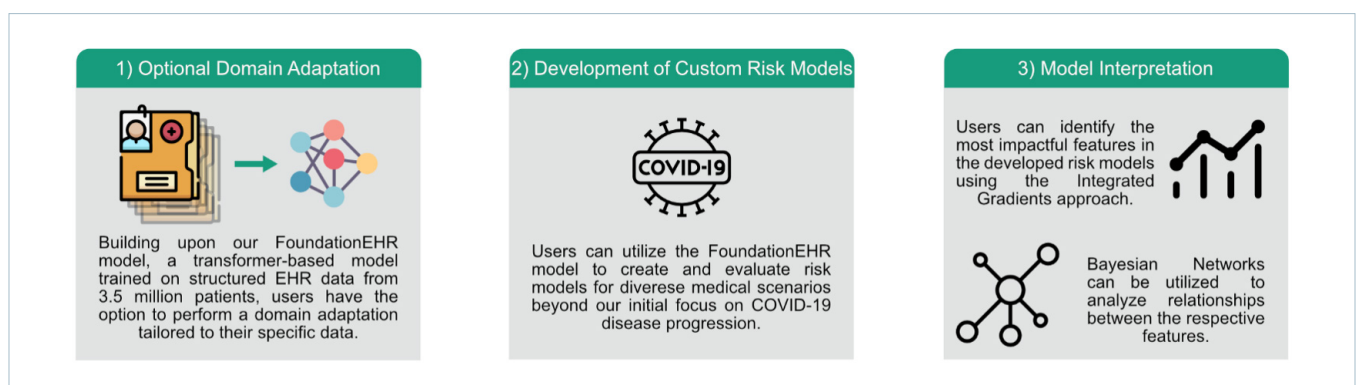 1) Optional Domain Adaptation
Building upon our FoundationEHR
model, a transformer-based model
trained on structured EHR data from
3.5 million patients, users have the
option to perform a domain adaptation
tailored to their specific data.
2) Development of Custom Risk Models
COVID-19
Users can utilize the FoundationEHR
model to create and evaluate risk
models for diverese medical scenarios
beyond our initial focus on COVID-19
disease progression.
3) Model Interpretation
Users can identify the
most impactful features in
the developed risk models
using the Integrated
Gradients approach.
Bayesian Networks
can be utilized to
analyze relationships
between the respective
features.